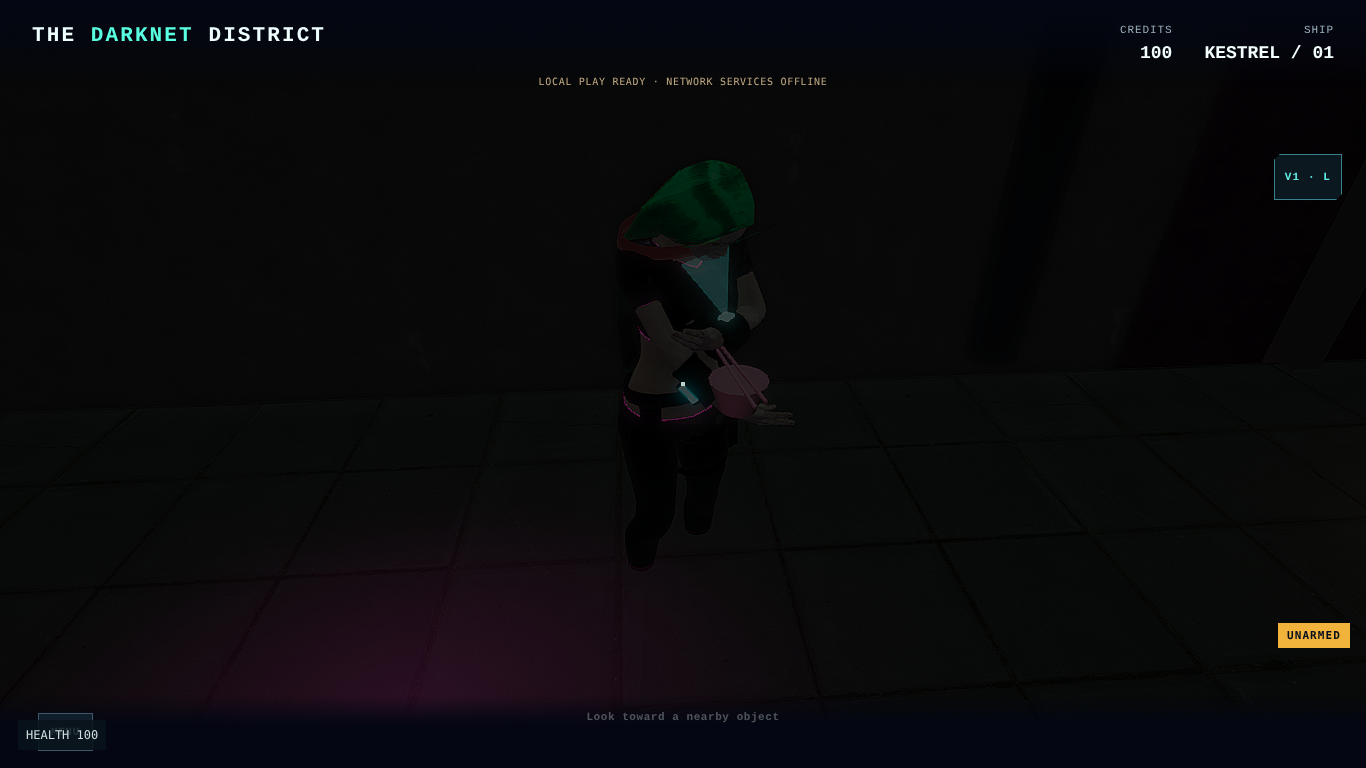 THE DARKNET DISTRICT
CREDITS
100
SHIP
KESTREL / 01
LOCAL PLAY READY · NETWORK SERVICES OFFLINE
V1 · L
UNARMED
Look toward a nearby object
HEALTH 100